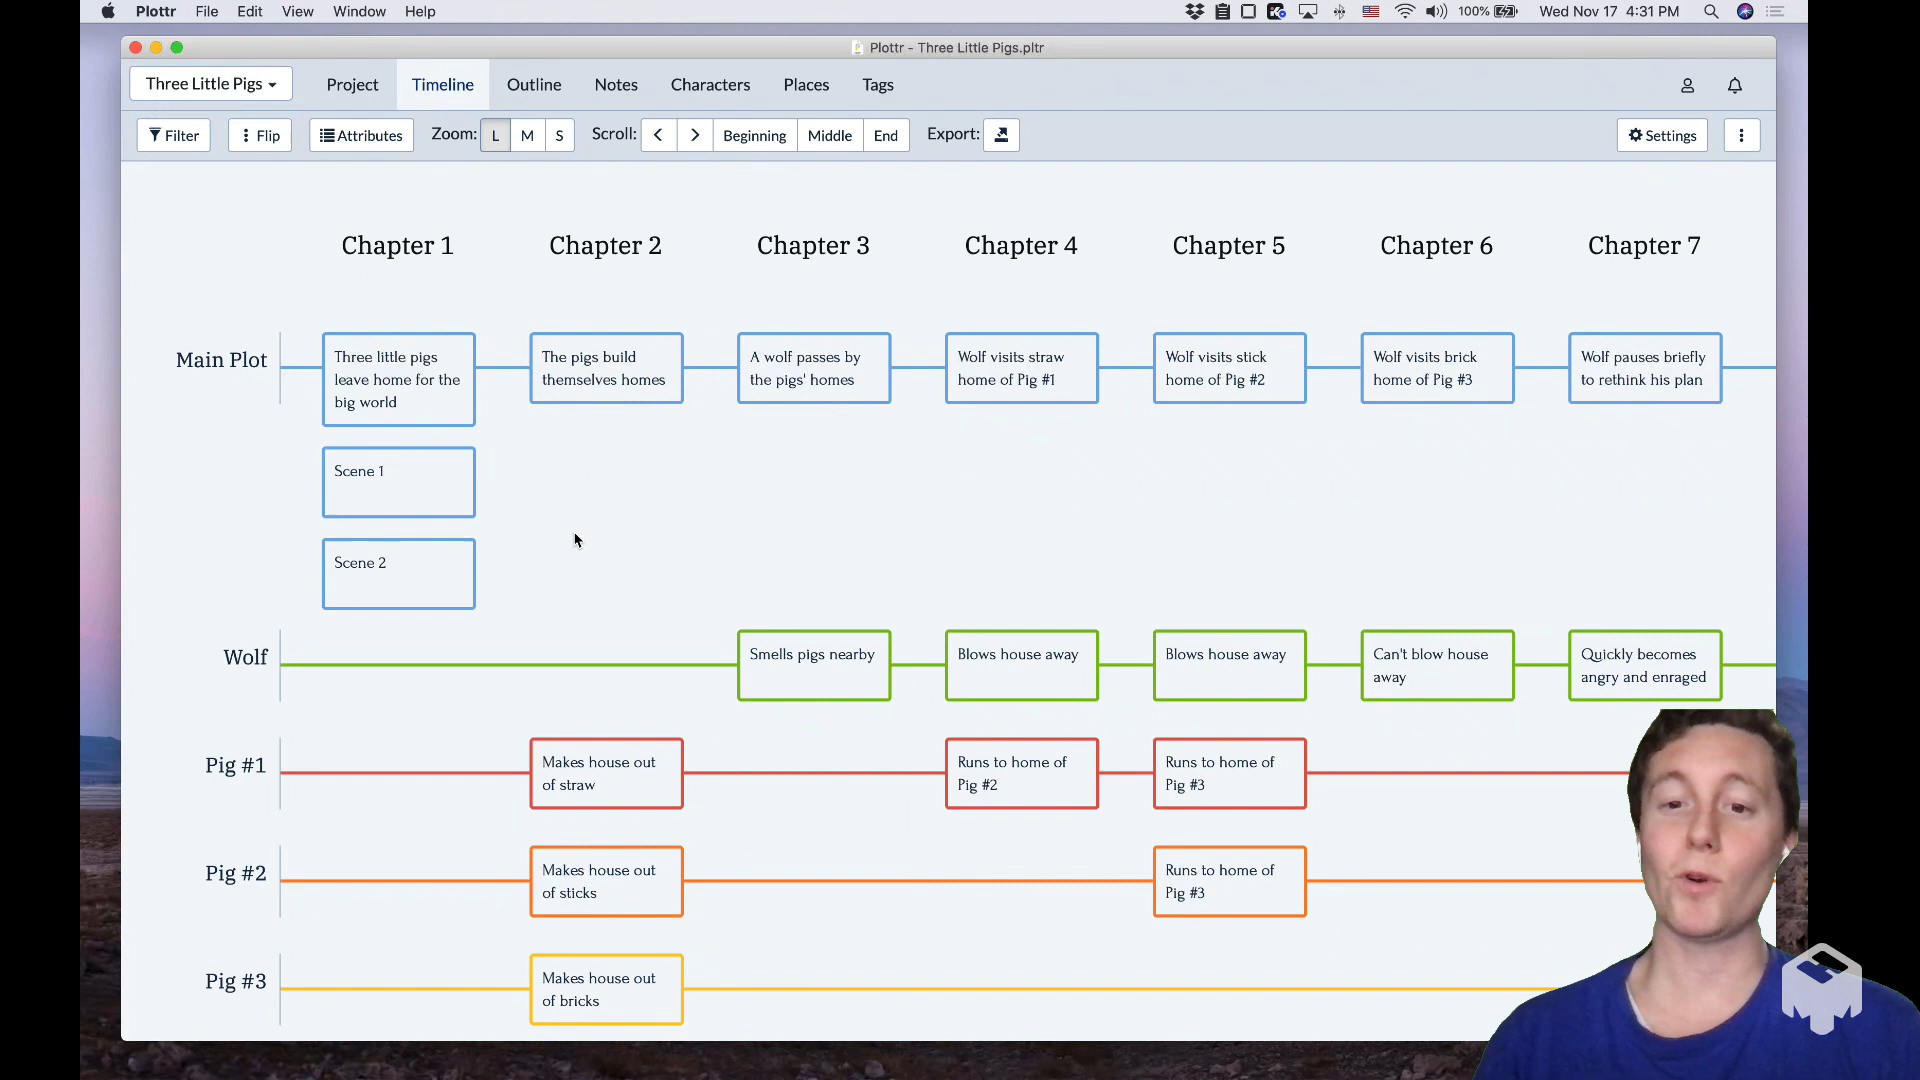 Plottr File Edit View Window Help 100% Wed Nov 17 4:31 PM
Plottr - Three Little Pigs.pltr
Three Little Pigs Project Timeline Outline Notes Characters Places Tags
Filter Flip Attributes Zoom: L M S Scroll: Beginning Middle End Export: Settings
Chapter 1 Chapter 2 Chapter 3 Chapter 4 Chapter 5 Chapter 6 Chapter 7
Main Plot
Three little pigs
leave home for the
big world
The pigs build
themselves homes
A wolf passes by
the pigs' homes
Wolf visits straw
home of Pig #1
Wolf visits stick
home of Pig #2
Wolf visits brick
home of Pig #3
Wolf pauses briefly
to rethink his plan
Scene 1
Scene 2
Wolf
Smells pigs nearby
Blows house away
Blows house away
Can't blow house
away
Quickly becomes
angry and enraged
Pig #1
Makes house out
of straw
Runs to home of
Pig #2
Runs to home of
Pig #3
Pig #2
Makes house out
of sticks
Runs to home of
Pig #3
Pig #3
Makes house out
of bricks